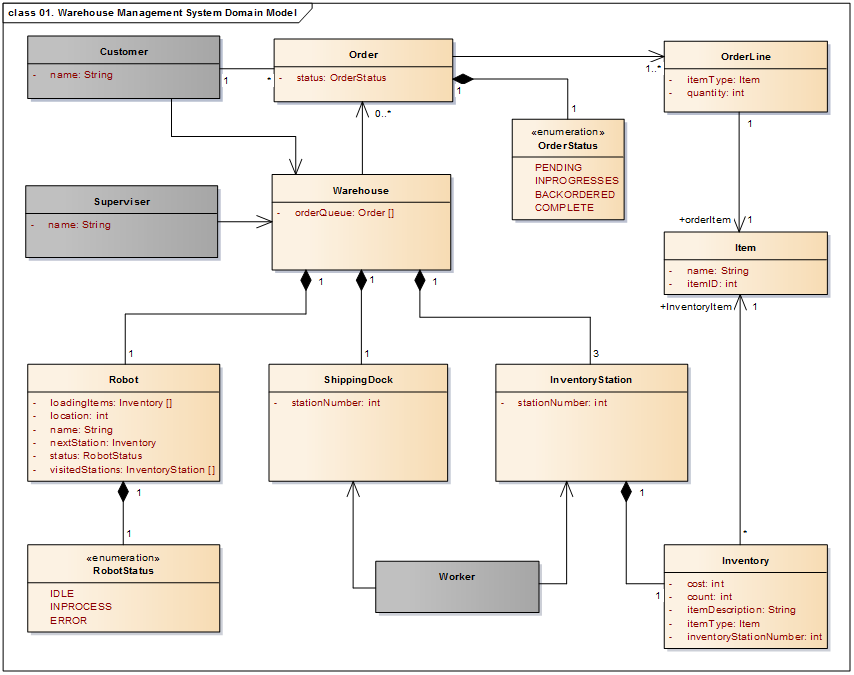 class 01. Warehouse Management System Domain Model
Customer
- name: String
1
*
Order
- status: OrderStatus
1
1..*
OrderLine
- itemType: Item
- quantity: int
1
0..*
1
«enumeration»
OrderStatus
PENDING
INPROGRESSES
BACKORDERED
COMPLETE
Superviser
- name: String
Warehouse
- orderQueue: Order []
1
1
1
+orderItem
1
Item
- name: String
- itemID: int
+InventoryItem
1
1
1
3
Robot
- loadingItems: Inventory []
- location: int
- name: String
- nextStation: Inventory
- status: RobotStatus
- visitedStations: InventoryStation []
1
ShippingDock
- stationNumber: int
InventoryStation
- stationNumber: int
1
1
«enumeration»
RobotStatus
IDLE
INPROCESS
ERROR
Worker
*
1
Inventory
- cost: int
- count: int
- itemDescription: String
- itemType: Item
- inventoryStationNumber: int